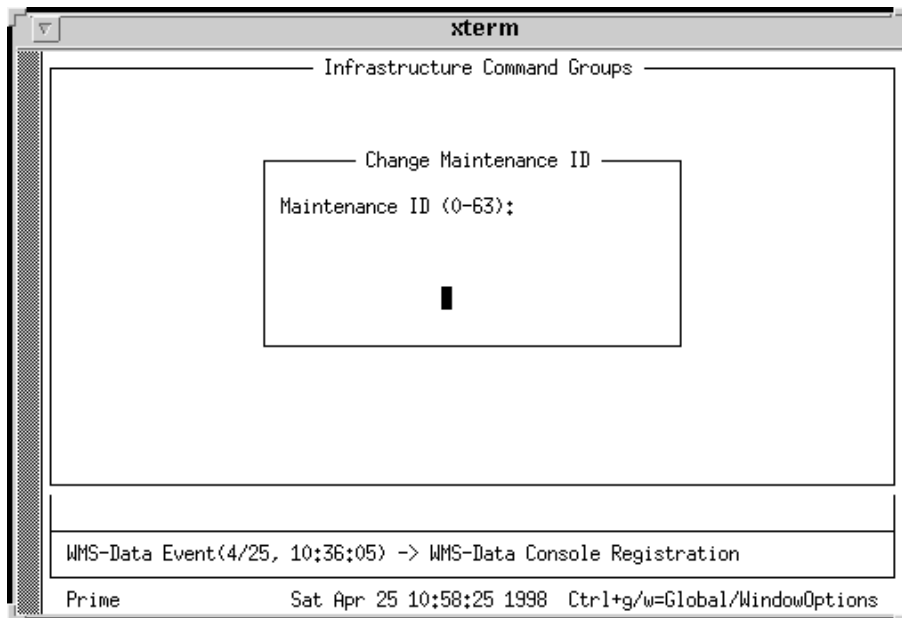 xterm
Infrastructure Command Groups
Change Maintenance ID
Maintenance ID (0-63):
WMS-Data Event(4/25, 10:36:05) -> WMS-Data Console Registration
Prime Sat Apr 25 10:58:25 1998 Ctrl+g/w=Global/WindowOptions